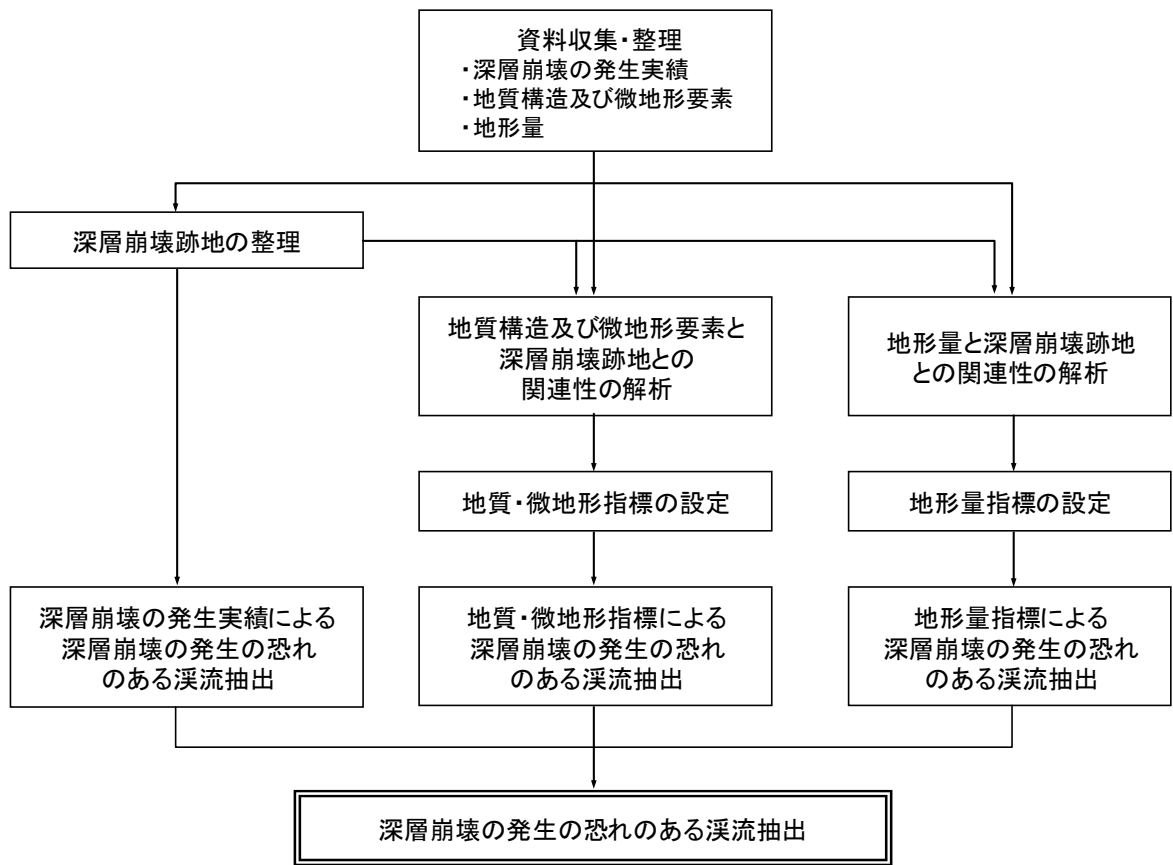 資料収集・整理
・深層崩壊の発生実績
・地質構造及び微地形要素
・地形量
深層崩壊跡地の整理
地質構造及び微地形要素と
深層崩壊跡地との
関連性の解析
地形量と深層崩壊跡地
との関連性の解析
地質・微地形指標の設定
地形量指標の設定
深層崩壊の発生実績による
深層崩壊の発生の恐れ
のある渓流抽出
地質・微地形指標による
深層崩壊の発生の恐れ
のある渓流抽出
地形量指標による
深層崩壊の発生の恐れ
のある渓流抽出
深層崩壊の発生の恐れのある渓流抽出